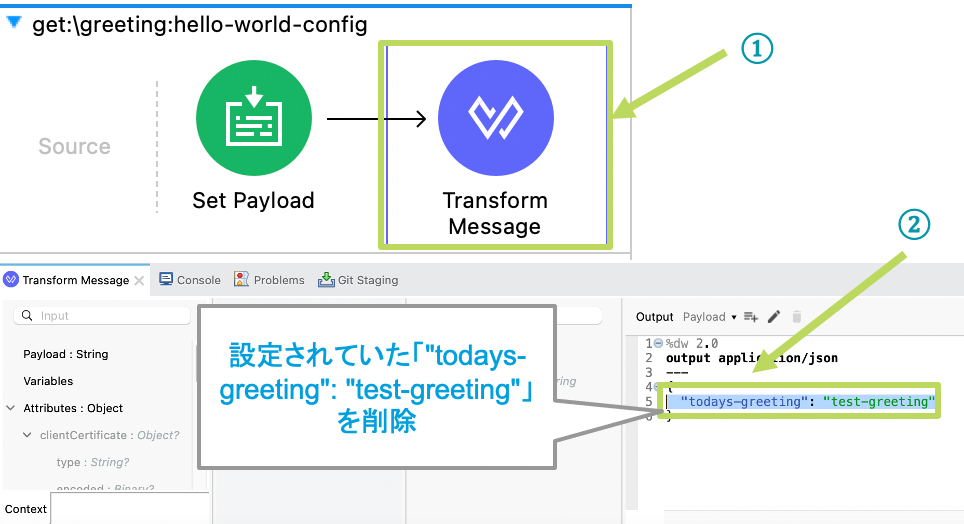 get:\greeting:hello-world-config
①
Source
Set Payload
Transform
Message
②
Transform Message
Console
Problems
Git Staging
Input
Output Payload
Payload : String
Variables
Attributes : Object
clientCertificate : Object?
type : String?
encoded : Binary?
Context
設定されていた「"todays-
greeting": "test-greeting"」
を削除
1 %dw 2.0
2 output application/json
3 ---
4 {
5 "todays-greeting": "test-greeting"
6 }